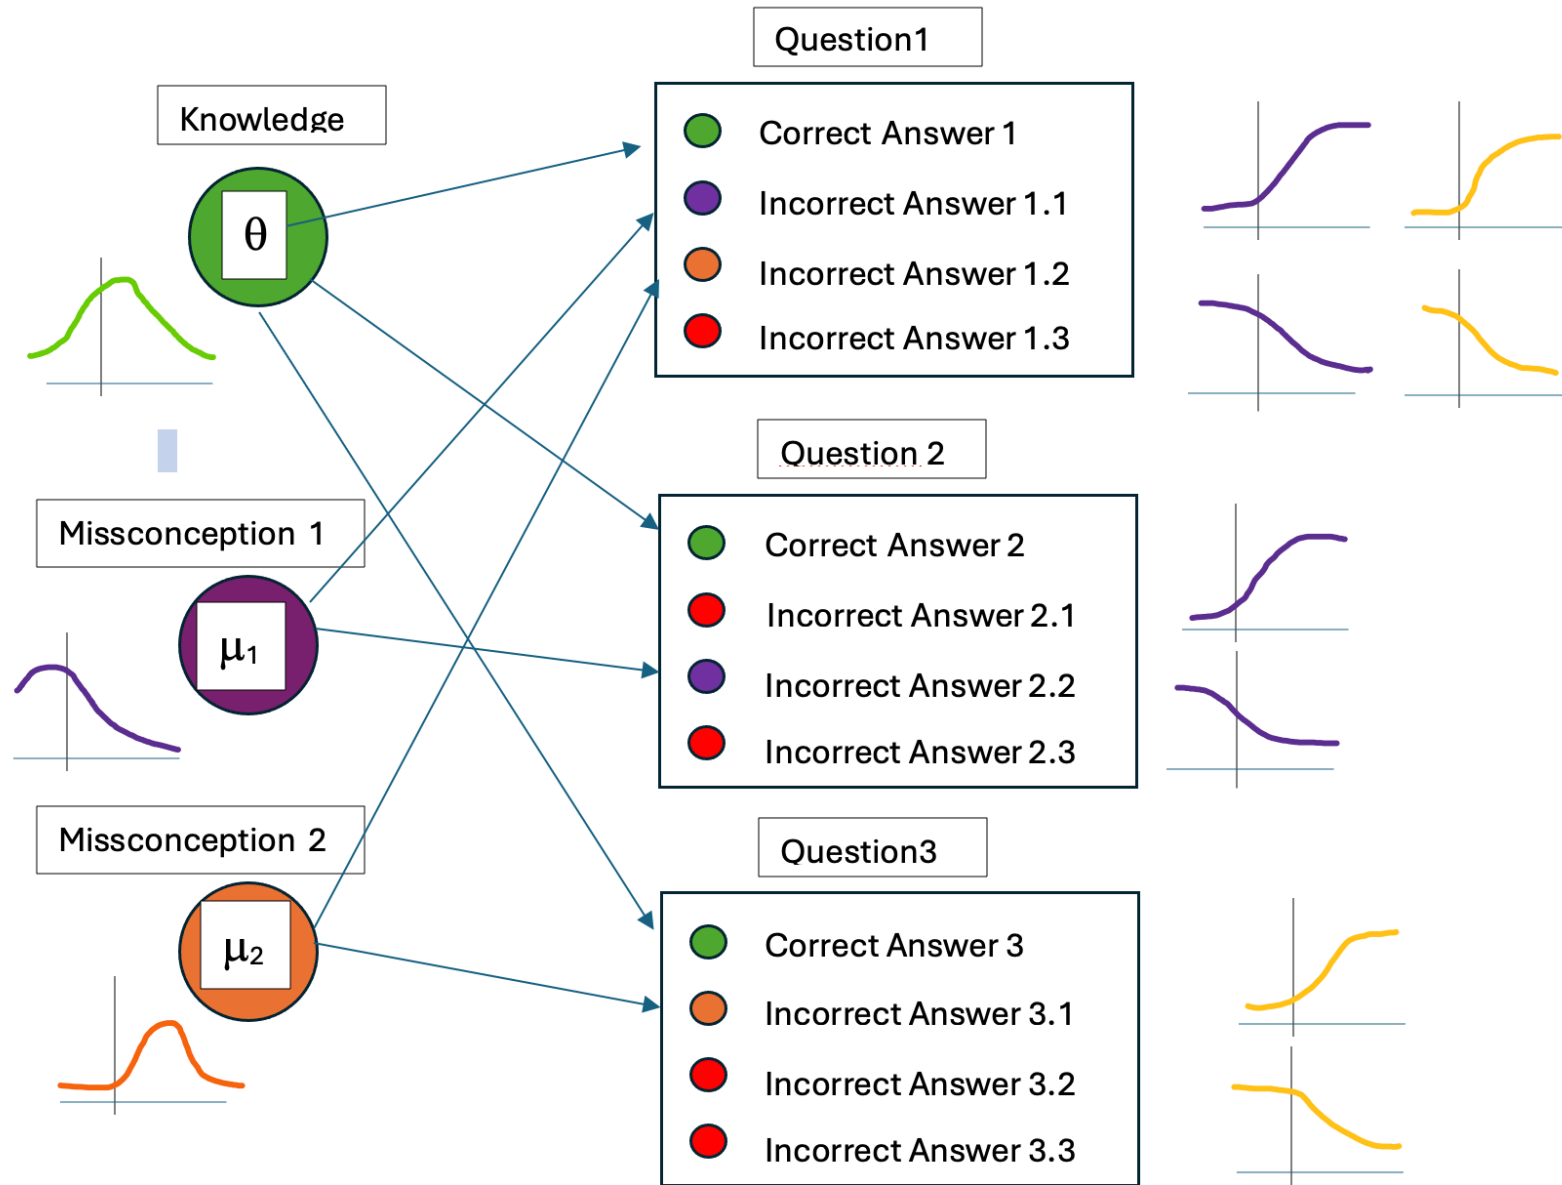 Question1
Knowledge
Correct Answer 1
Incorrect Answer 1.1
θ
Incorrect Answer 1.2
Incorrect Answer 1.3
Question 2
Missconception 1
Correct Answer 2
Incorrect Answer 2.1
μ1
Incorrect Answer 2.2
Incorrect Answer 2.3
Missconception 2
Question3
μ2
Correct Answer 3
Incorrect Answer 3.1
Incorrect Answer 3.2
Incorrect Answer 3.3